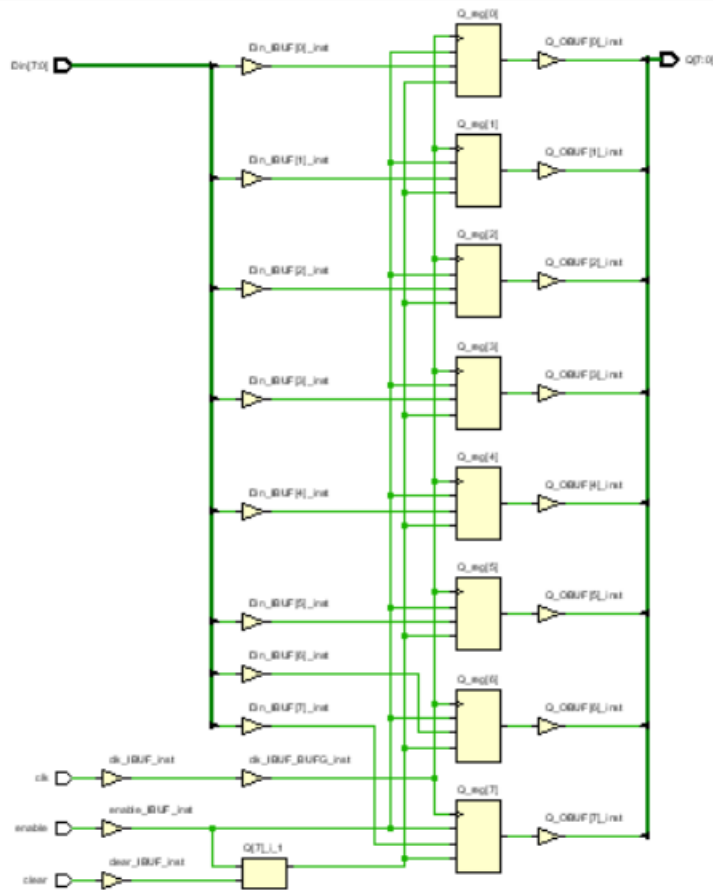 Q_reg[0]
Din_IBUF[0]_inst
Q_OBUF[0]_inst
Din[7:0]
Q[7:0]
Q_reg[1]
Din_IBUF[1]_inst
Q_OBUF[1]_inst
Q_reg[2]
Din_IBUF[2]_inst
Q_OBUF[2]_inst
Q_reg[3]
Din_IBUF[3]_inst
Q_OBUF[3]_inst
Q_reg[4]
Din_IBUF[4]_inst
Q_OBUF[4]_inst
Q_reg[5]
Din_IBUF[5]_inst
Q_OBUF[5]_inst
Din_IBUF[6]_inst
Q_reg[6]
Din_IBUF[7]_inst
Q_OBUF[6]_inst
clk_IBUF_inst
clk_IBUF_BUFG_inst
clk
Q_reg[7]
enable_IBUF_inst
Q_OBUF[7]_inst
enable
Q[7]_i_1
clear_IBUF_inst
clear